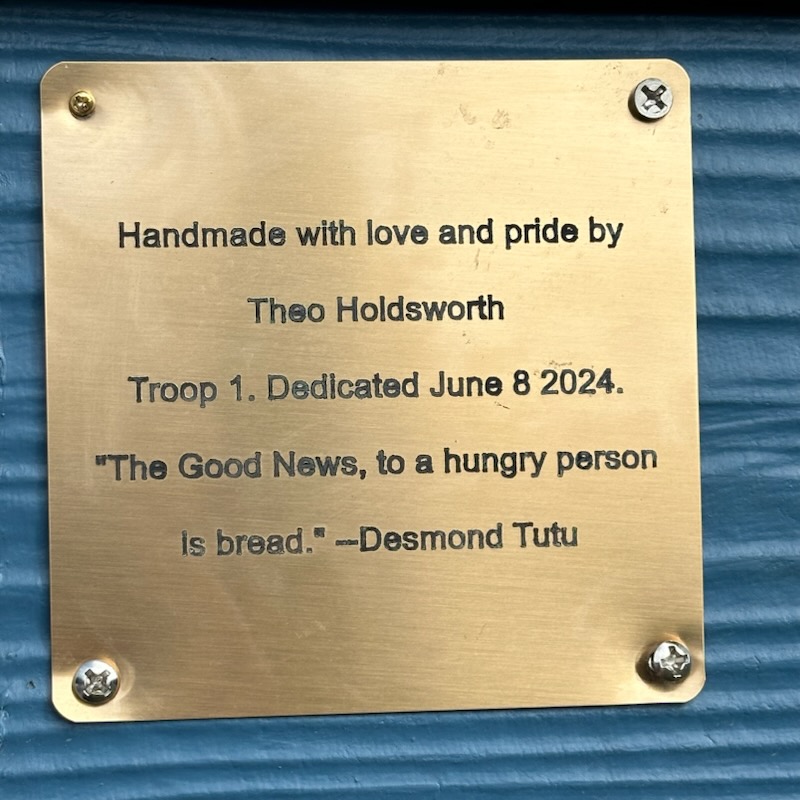 Handmade with love and pride by
Theo Holdsworth
Troop 1. Dedicated June 8 2024.
"The Good News, to a hungry person
is bread." —Desmond Tutu